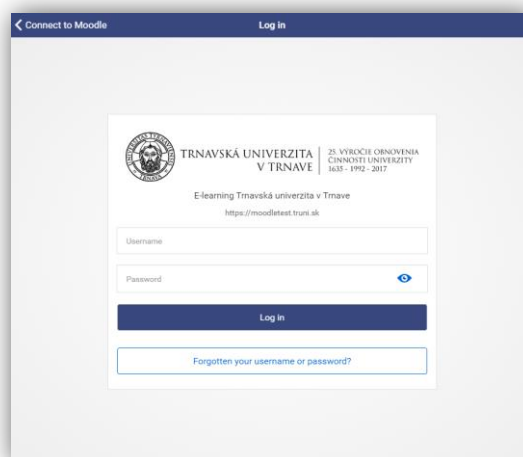 Connect to Moodle
Log in
TRNAVSKÁ UNIVERZITA
V TRNAVE
25. VÝROČIE OBNOVENIA
ČINNOSTI UNIVERZITY
1635 - 1992 - 2017
E-learning Trnavská univerzita v Trnave
https://moodletest.truni.sk
Username
Password
Log in
Forgotten your username or password?